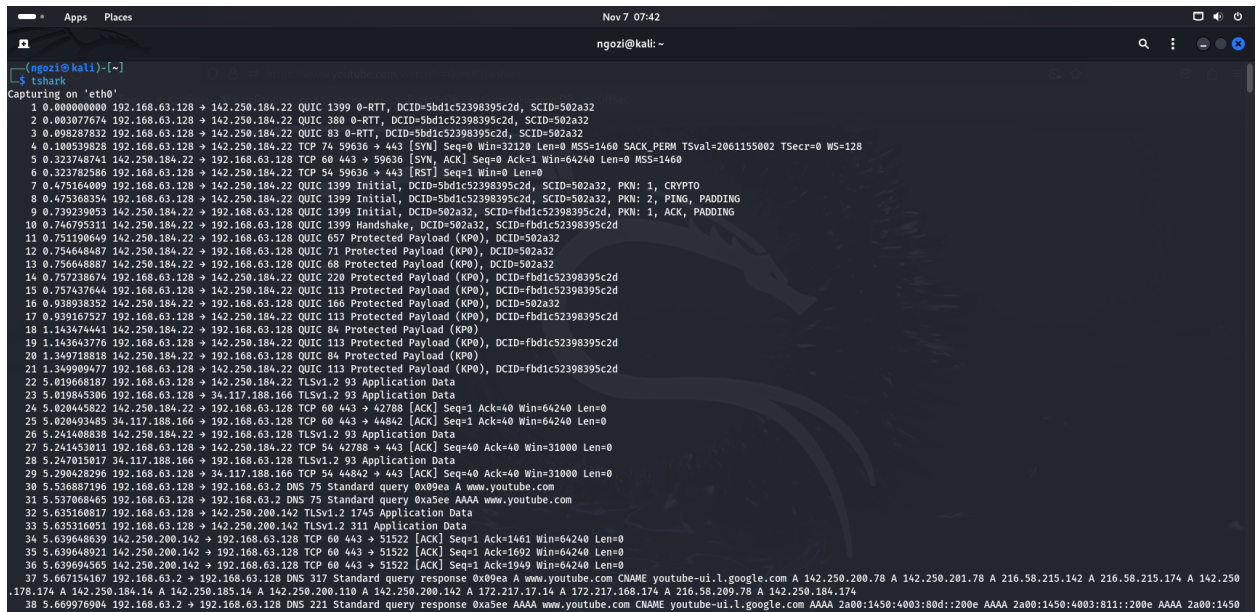 Apps Places Nov 7 07:42
ngozi@kali: ~
(ngozi㉿kali)-[~]
$ tshark
Capturing on 'eth0'
1 0.000000000 192.168.63.128 → 142.250.184.22 QUIC 1399 0-RTT, DCID=5bd1c52398395c2d, SCID=502a32
2 0.003077674 192.168.63.128 → 142.250.184.22 QUIC 380 0-RTT, DCID=5bd1c52398395c2d, SCID=502a32
3 0.098287832 192.168.63.128 → 142.250.184.22 QUIC 83 0-RTT, DCID=5bd1c52398395c2d, SCID=502a32
4 0.100539828 192.168.63.128 → 142.250.184.22 TCP 74 59636 → 443 [SYN] Seq=0 Win=32120 Len=0 MSS=1460 SACK_PERM TSval=2061155002 TSecr=0 WS=128
5 0.323748741 142.250.184.22 → 192.168.63.128 TCP 60 443 → 59636 [SYN, ACK] Seq=0 Ack=1 Win=64240 Len=0 MSS=1460
6 0.323782586 192.168.63.128 → 142.250.184.22 TCP 54 59636 → 443 [RST] Seq=1 Win=0 Len=0
7 0.475164009 192.168.63.128 → 142.250.184.22 QUIC 1399 Initial, DCID=5bd1c52398395c2d, SCID=502a32, PKN: 1, CRYPTO
8 0.475368354 192.168.63.128 → 142.250.184.22 QUIC 1399 Initial, DCID=5bd1c52398395c2d, SCID=502a32, PKN: 2, PING, PADDING
9 0.739239053 142.250.184.22 → 192.168.63.128 QUIC 1399 Initial, DCID=502a32, SCID=fbd1c52398395c2d, PKN: 1, ACK, PADDING
10 0.746795311 142.250.184.22 → 192.168.63.128 QUIC 1399 Handshake, DCID=502a32, SCID=fbd1c52398395c2d
11 0.751190649 142.250.184.22 → 192.168.63.128 QUIC 657 Protected Payload (KP0), DCID=502a32
12 0.754648487 142.250.184.22 → 192.168.63.128 QUIC 71 Protected Payload (KP0), DCID=502a32
13 0.756648887 142.250.184.22 → 192.168.63.128 QUIC 68 Protected Payload (KP0), DCID=502a32
14 0.757238674 192.168.63.128 → 142.250.184.22 QUIC 220 Protected Payload (KP0), DCID=fbd1c52398395c2d
15 0.757437644 192.168.63.128 → 142.250.184.22 QUIC 113 Protected Payload (KP0), DCID=fbd1c52398395c2d
16 0.938938352 142.250.184.22 → 192.168.63.128 QUIC 166 Protected Payload (KP0), DCID=502a32
17 0.939167527 192.168.63.128 → 142.250.184.22 QUIC 113 Protected Payload (KP0), DCID=fbd1c52398395c2d
18 1.143474441 142.250.184.22 → 192.168.63.128 QUIC 84 Protected Payload (KP0)
19 1.143643776 192.168.63.128 → 142.250.184.22 QUIC 113 Protected Payload (KP0), DCID=fbd1c52398395c2d
20 1.349718818 142.250.184.22 → 192.168.63.128 QUIC 84 Protected Payload (KP0)
21 1.349909477 192.168.63.128 → 142.250.184.22 QUIC 113 Protected Payload (KP0), DCID=fbd1c52398395c2d
22 5.019668187 192.168.63.128 → 142.250.184.22 TLSv1.2 93 Application Data
23 5.019845306 192.168.63.128 → 34.117.188.166 TLSv1.2 93 Application Data
24 5.020445822 142.250.184.22 → 192.168.63.128 TCP 60 443 → 42788 [ACK] Seq=1 Ack=40 Win=64240 Len=0
25 5.020493485 34.117.188.166 → 192.168.63.128 TCP 60 443 → 44842 [ACK] Seq=1 Ack=40 Win=64240 Len=0
26 5.241408838 142.250.184.22 → 192.168.63.128 TLSv1.2 93 Application Data
27 5.241453011 192.168.63.128 → 142.250.184.22 TCP 54 42788 → 443 [ACK] Seq=40 Ack=40 Win=31000 Len=0
28 5.247015017 34.117.188.166 → 192.168.63.128 TLSv1.2 93 Application Data
29 5.290428296 192.168.63.128 → 34.117.188.166 TCP 54 44842 → 443 [ACK] Seq=40 Ack=40 Win=31000 Len=0
30 5.536887196 192.168.63.128 → 192.168.63.2 DNS 75 Standard query 0x09ea A www.youtube.com
31 5.537068465 192.168.63.128 → 192.168.63.2 DNS 75 Standard query 0xa5ee AAAA www.youtube.com
32 5.635160817 192.168.63.128 → 142.250.200.142 TLSv1.2 1745 Application Data
33 5.635316051 192.168.63.128 → 142.250.200.142 TLSv1.2 311 Application Data
34 5.639648639 142.250.200.142 → 192.168.63.128 TCP 60 443 → 51522 [ACK] Seq=1 Ack=1461 Win=64240 Len=0
35 5.639648921 142.250.200.142 → 192.168.63.128 TCP 60 443 → 51522 [ACK] Seq=1 Ack=1692 Win=64240 Len=0
36 5.639694565 142.250.200.142 → 192.168.63.128 TCP 60 443 → 51522 [ACK] Seq=1 Ack=1949 Win=64240 Len=0
37 5.667154167 192.168.63.2 → 192.168.63.128 DNS 317 Standard query response 0x09ea A www.youtube.com CNAME youtube-ui.l.google.com A 142.250.200.78 A 142.250.201.78 A 216.58.215.142 A 216.58.215.174 A 142.250
.178.174 A 142.250.184.14 A 142.250.185.14 A 142.250.200.110 A 142.250.200.142 A 172.217.17.14 A 172.217.168.174 A 216.58.209.78 A 142.250.184.174
38 5.669976904 192.168.63.2 → 192.168.63.128 DNS 221 Standard query response 0xa5ee AAAA www.youtube.com CNAME youtube-ui.l.google.com AAAA 2a00:1450:4003:80d::200e AAAA 2a00:1450:4003:811::200e AAAA 2a00:1450